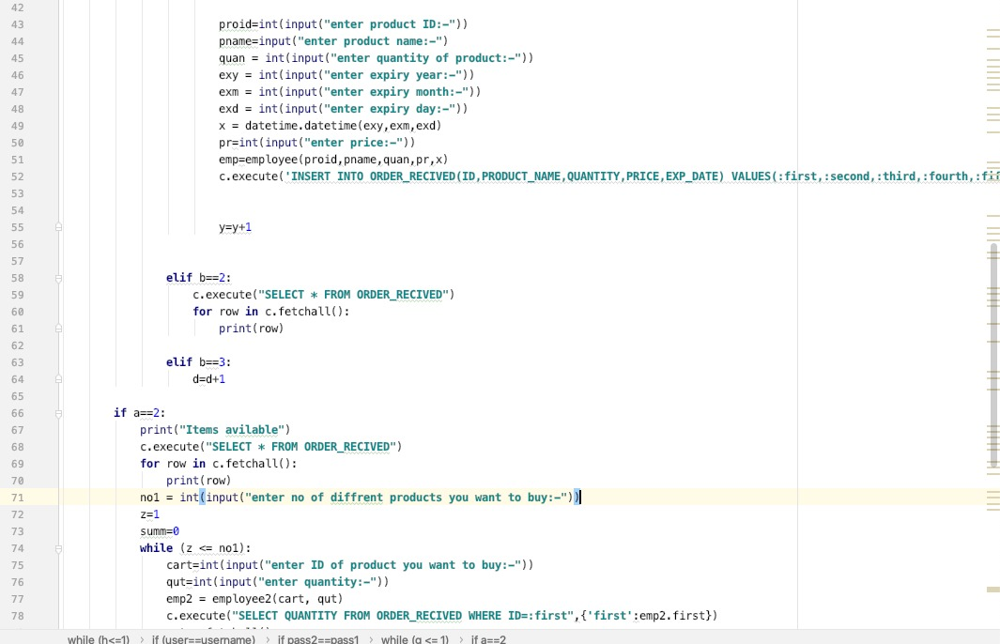 42
43 proid=int(input("enter product ID:-"))
44 pname=input("enter product name:-")
45 quan = int(input("enter quantity of product:-"))
46 exy = int(input("enter expiry year:-"))
47 exm = int(input("enter expiry month:-"))
48 exd = int(input("enter expiry day:-"))
49 x = datetime.datetime(exy,exm,exd)
50 pr=int(input("enter price:-"))
51 emp=employee(proid,pname,quan,pr,x)
52 c.execute('INSERT INTO ORDER_RECIVED(ID,PRODUCT_NAME,QUANTITY,PRICE,EXP_DATE) VALUES(:first,:second,:third,:fourth,:fif
53
54
55 y=y+1
56
57
58 elif b==2:
59 c.execute("SELECT * FROM ORDER_RECIVED")
60 for row in c.fetchall():
61 print(row)
62
63 elif b==3:
64 d=d+1
65
66 if a==2:
67 print("Items avilable")
68 c.execute("SELECT * FROM ORDER_RECIVED")
69 for row in c.fetchall():
70 print(row)
71 no1 = int(input("enter no of diffrent products you want to buy:-"))
72 z=1
73 summ=0
74 while (z <= no1):
75 cart=int(input("enter ID of product you want to buy:-"))
76 qut=int(input("enter quantity:-"))
77 emp2 = employee2(cart, qut)
78 c.execute("SELECT QUANTITY FROM ORDER_RECIVED WHERE ID=:first",{'first':emp2.first})
while (h<=1) › if (user==username) › if pass2==pass1 › while (g <= 1) › if a==2